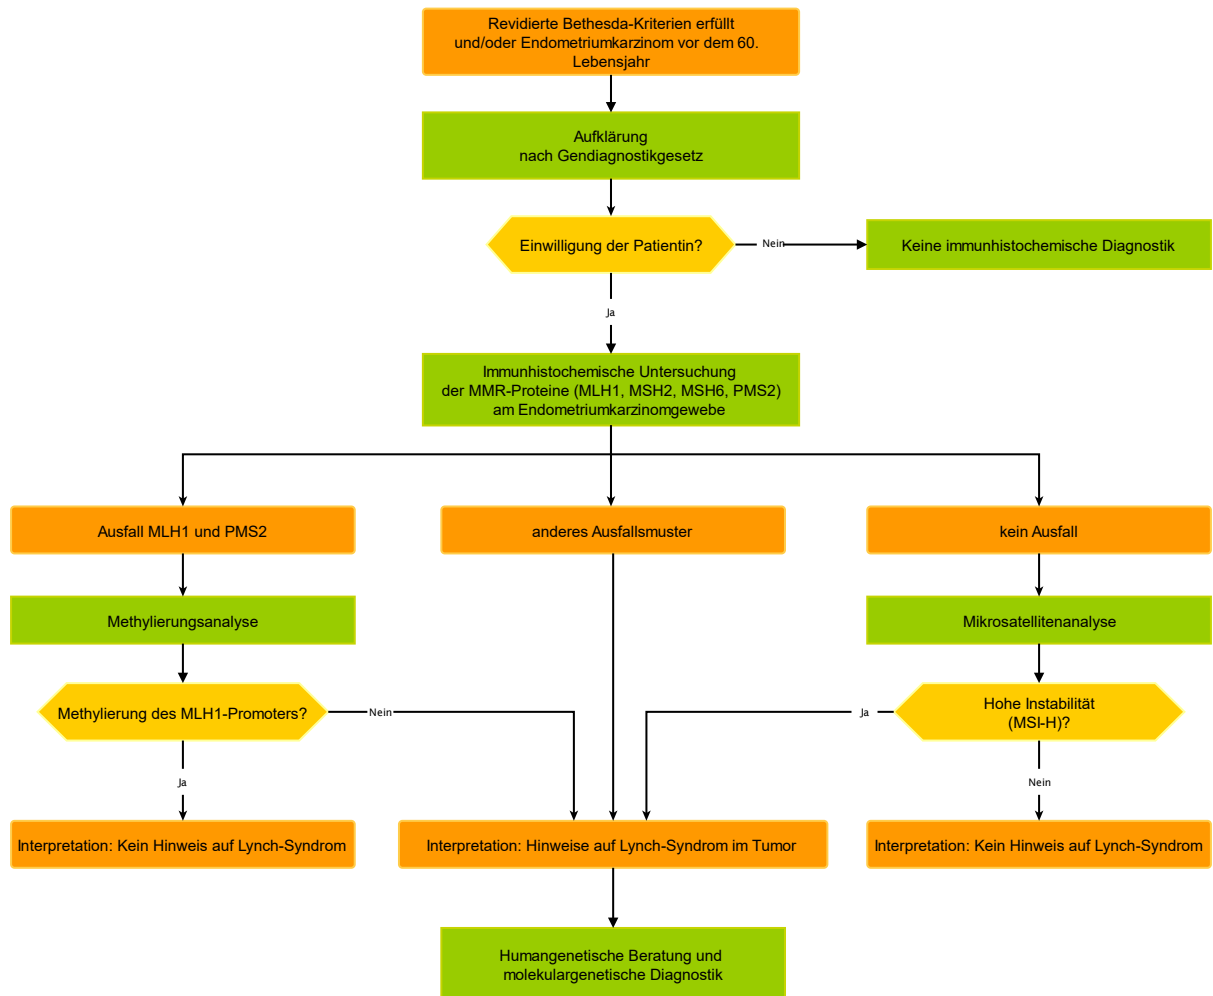 Revidierte Bethesda-Kriterien erfüllt
und/oder Endometriumkarzinom vor dem 60.
Lebensjahr
Aufklärung
nach Gendiagnostikgesetz
Einwilligung der Patientin?
Nein
Keine immunhistochemische Diagnostik
Ja
Immunhistochemische Untersuchung
der MMR-Proteine (MLH1, MSH2, MSH6, PMS2)
am Endometriumkarzinomgewebe
Ausfall MLH1 und PMS2
anderes Ausfallsmuster
kein Ausfall
Methylierungsanalyse
Mikrosatellitenanalyse
Methylierung des MLH1-Promoters?
Nein
Ja
Hohe Instabilität
(MSI-H)?
Ja
Nein
Interpretation: Kein Hinweis auf Lynch-Syndrom
Interpretation: Hinweise auf Lynch-Syndrom im Tumor
Interpretation: Kein Hinweis auf Lynch-Syndrom
Humangenetische Beratung und
molekulargenetische Diagnostik